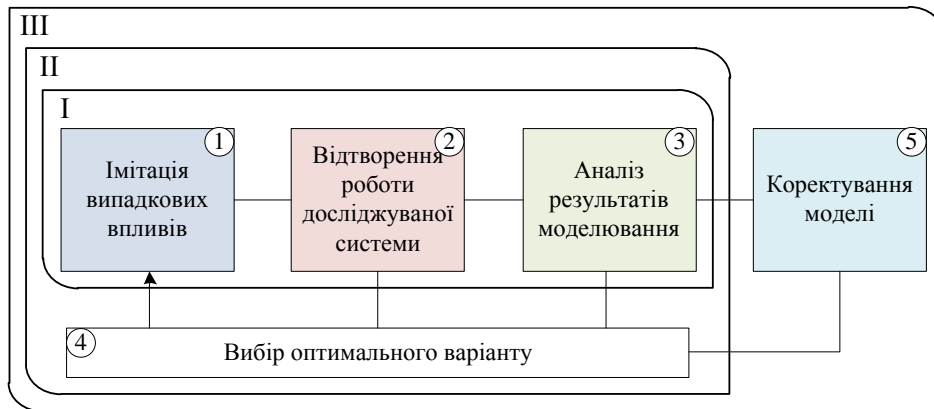 III
II
I
1
Імітація
випадкових
впливів
2
Відтворення
роботи
досліджуваної
системи
3
Аналіз
результатів
моделювання
5
Коректування
моделі
4
Вибір оптимального варіанту